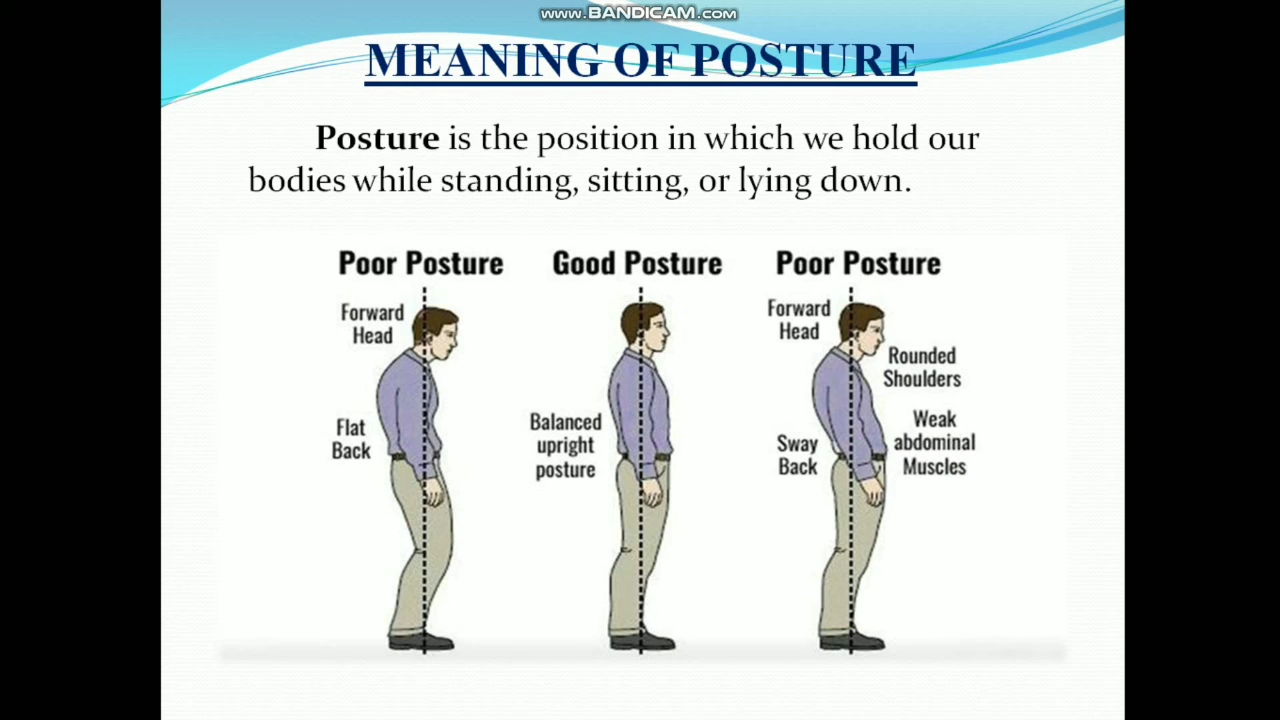 www.BANDICAM.com
MEANING OF POSTURE
Posture is the position in which we hold our
bodies while standing, sitting, or lying down.
Poor Posture
Forward
Head
Flat
Back
Good Posture
Balanced
upright
posture
Poor Posture
Forward
Head
Rounded
Shoulders
Sway
Back
Weak
abdominal
Muscles